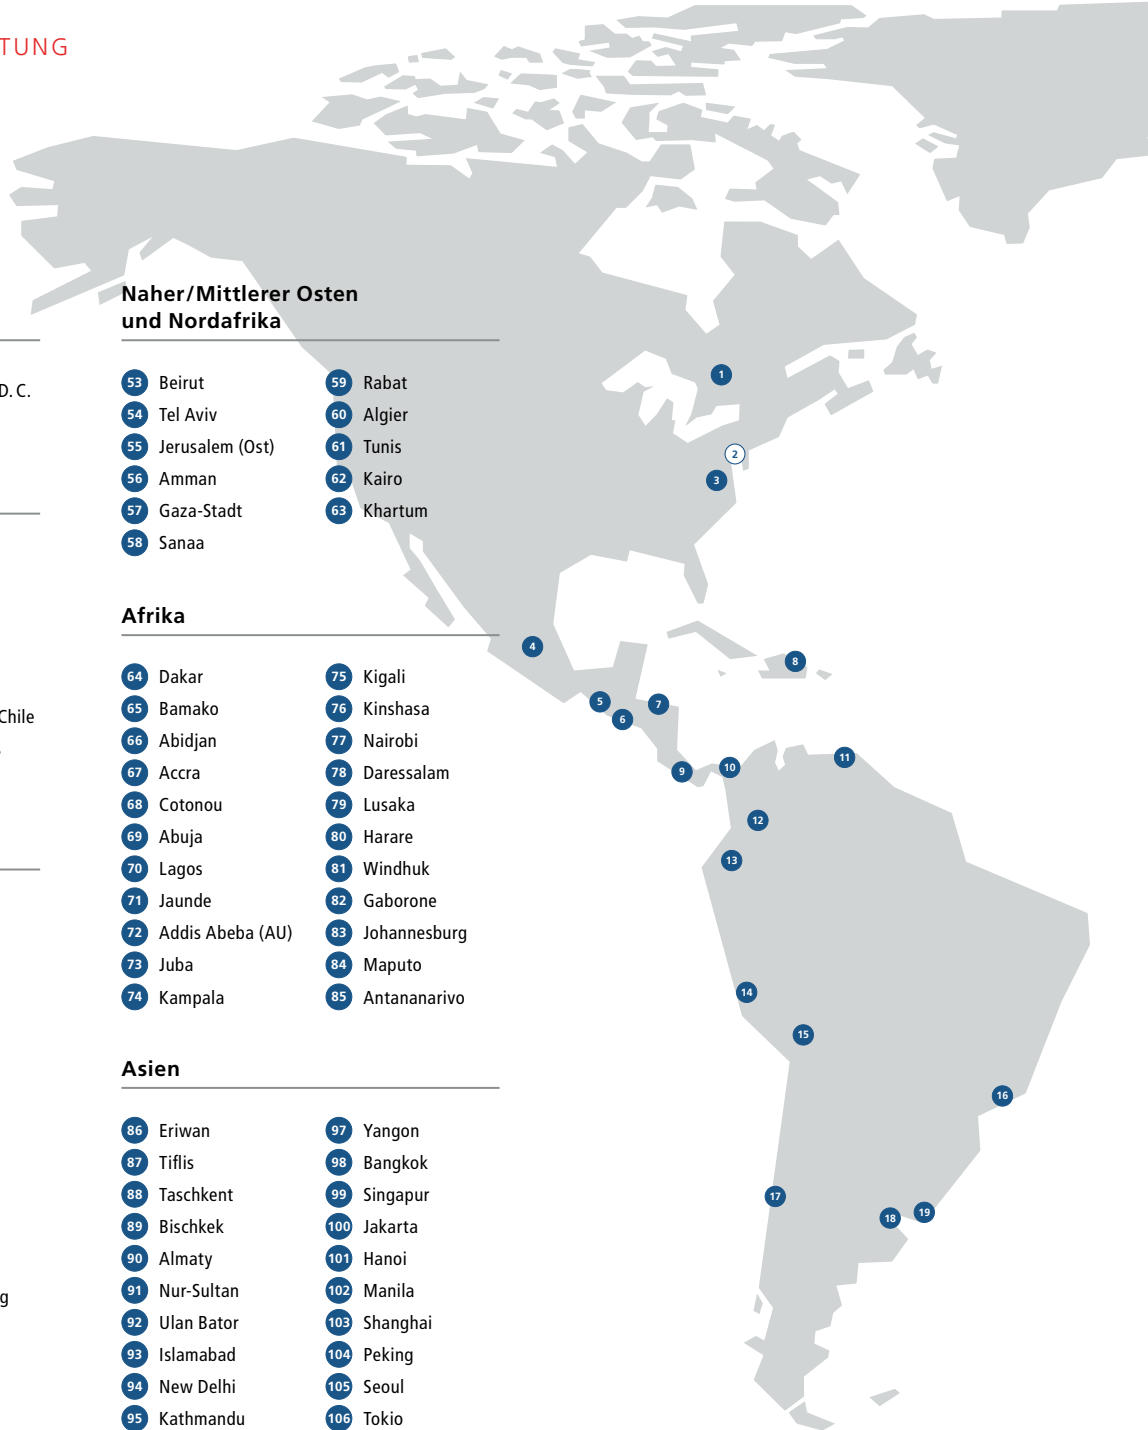 TUNG
D. C.
Chile
g
Naher/Mittlerer Osten
und Nordafrika
53 Beirut
54 Tel Aviv
55 Jerusalem (Ost)
56 Amman
57 Gaza-Stadt
58 Sanaa
59 Rabat
60 Algier
61 Tunis
62 Kairo
63 Khartum
Afrika
64 Dakar
65 Bamako
66 Abidjan
67 Accra
68 Cotonou
69 Abuja
70 Lagos
71 Jaunde
72 Addis Abeba (AU)
73 Juba
74 Kampala
75 Kigali
76 Kinshasa
77 Nairobi
78 Daressalam
79 Lusaka
80 Harare
81 Windhuk
82 Gaborone
83 Johannesburg
84 Maputo
85 Antananarivo
Asien
86 Eriwan
87 Tiflis
88 Taschkent
89 Bischkek
90 Almaty
91 Nur-Sultan
92 Ulan Bator
93 Islamabad
94 New Delhi
95 Kathmandu
97 Yangon
98 Bangkok
99 Singapur
100 Jakarta
101 Hanoi
102 Manila
103 Shanghai
104 Peking
105 Seoul
106 Tokio
1
2
3
4
5
6
7
8
9
10
11
12
13
14
15
16
17
18
19